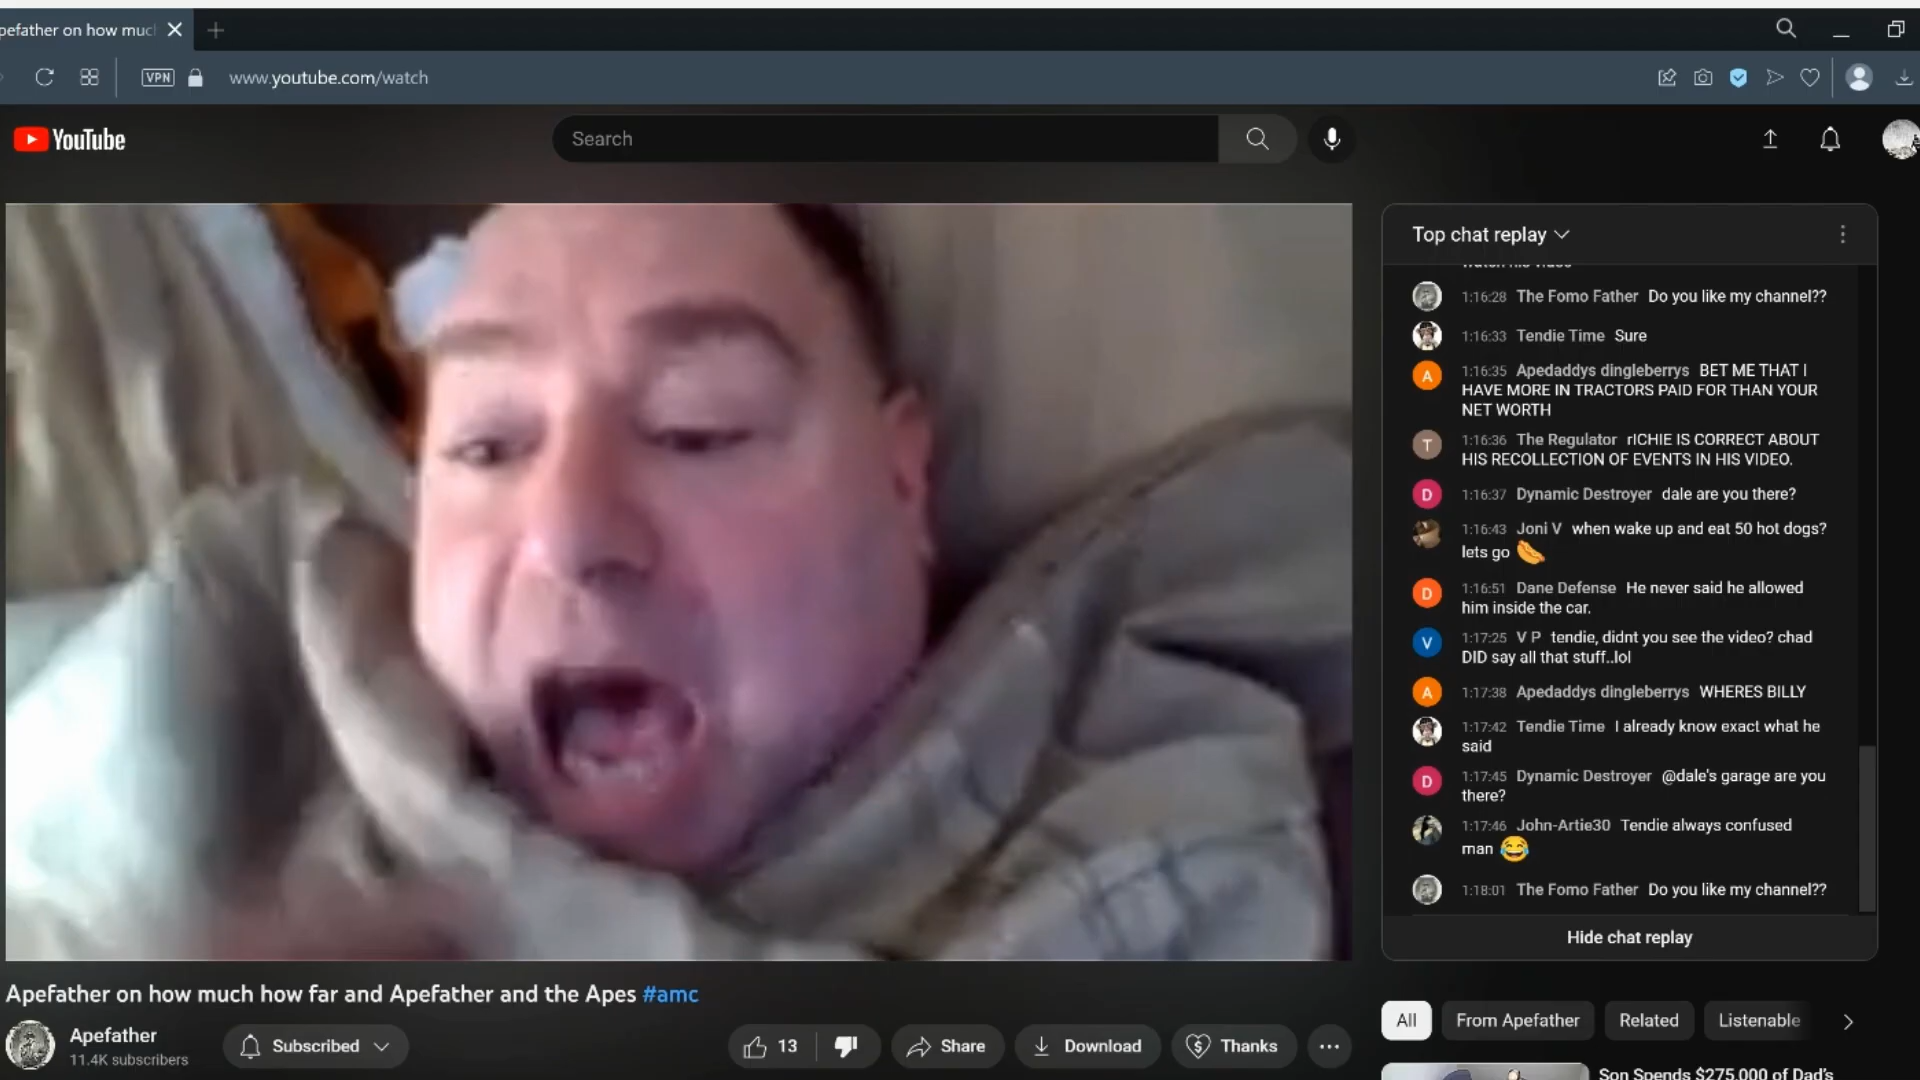 pefather on how muc
VPN
www.youtube.com/watch
YouTube
Search
Top chat replay
1:16:28 The Fomo Father Do you like my channel??
1:16:33 Tendie Time Sure
A
1:16:35 Apedaddys dingleberrys BET ME THAT I
HAVE MORE IN TRACTORS PAID FOR THAN YOUR
NET WORTH
T
1:16:36 The Regulator rICHIE IS CORRECT ABOUT
HIS RECOLLECTION OF EVENTS IN HIS VIDEO.
D
1:16:37 Dynamic Destroyer dale are you there?
1:16:43 Joni V when wake up and eat 50 hot dogs?
lets go
D
1:16:51 Dane Defense He never said he allowed
him inside the car.
V
1:17:25 V P tendie, didnt you see the video? chad
DID say all that stuff..lol
A
1:17:38 Apedaddys dingleberrys WHERES BILLY
1:17:42 Tendie Time I already know exact what he
said
D
1:17:45 Dynamic Destroyer @dale's garage are you
there?
1:17:46 John-Artie30 Tendie always confused
man
1:18:01 The Fomo Father Do you like my channel??
Hide chat replay
Apefather on how much how far and Apefather and the Apes #amc
Apefather
11.4K subscribers
Subscribed
13
Share
Download
Thanks
All
From Apefather
Related
Listenable
Son Spends $275,000 of Dad's